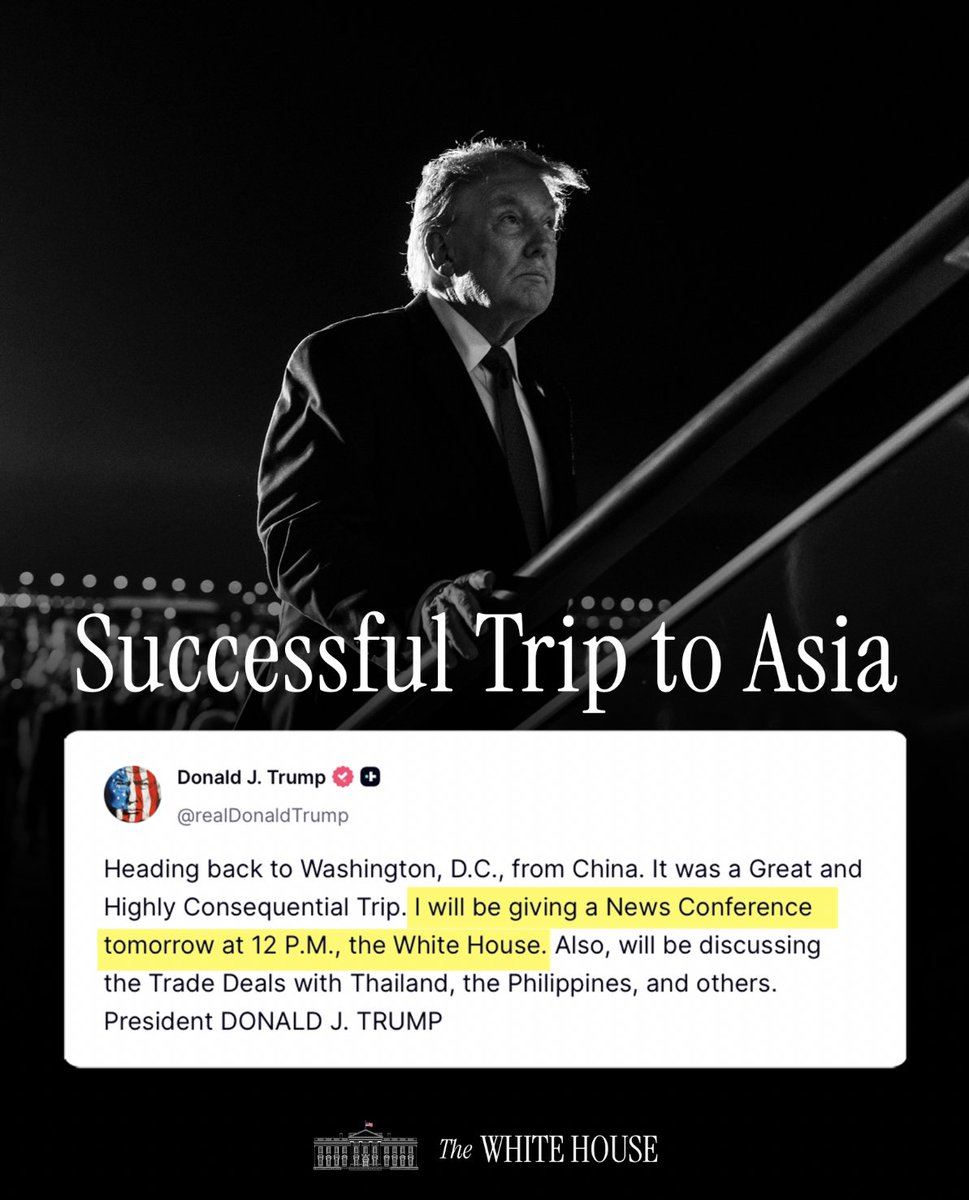 Successful Trip to Asia
Donald J. Trump
@realDonaldTrump
Heading back to Washington, D.C., from China. It was a Great and
Highly Consequential Trip. I will be giving a News Conference
tomorrow at 12 P.M., the White House. Also, will be discussing
the Trade Deals with Thailand, the Philippines, and others.
President DONALD J. TRUMP
The WHITE HOUSE